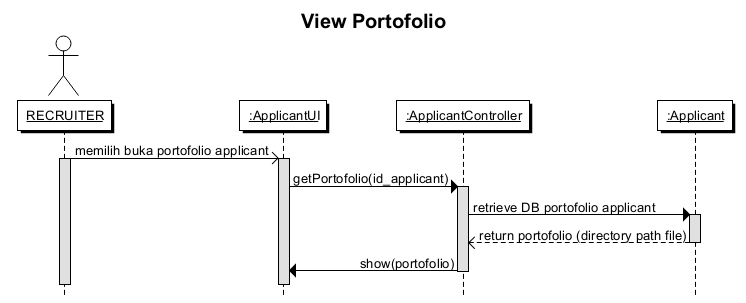 View Portofolio
RECRUITER
:ApplicantUI
:ApplicantController
:Applicant
memilih buka portofolio applicant
getPortofolio(id_applicant)
retrieve DB portofolio applicant
return portofolio (directory path file)
show(portofolio)